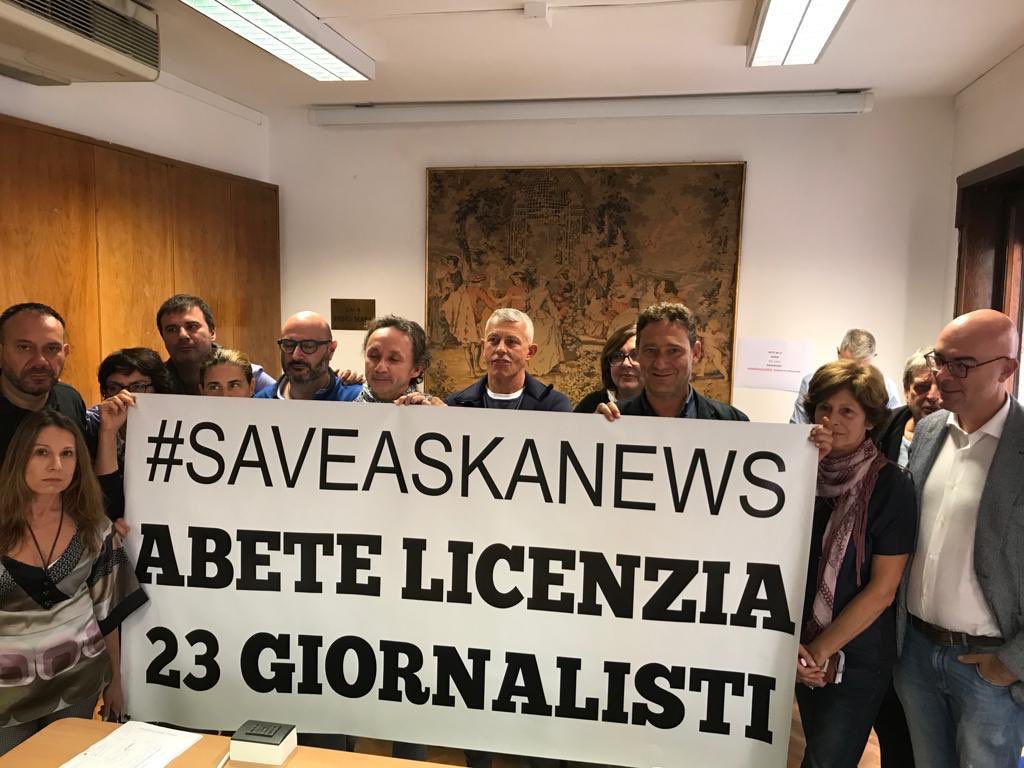 #SAVEASKANEWS
ABETE LICENZIA
23 GIORNALISTI